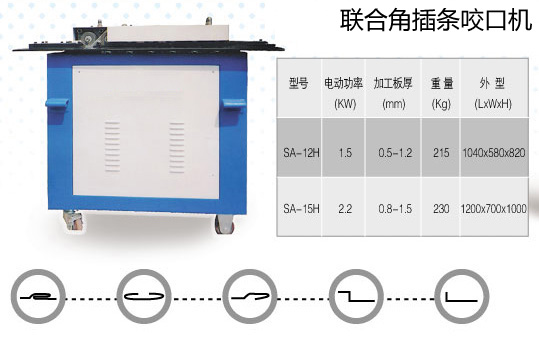 联合角插条咬口机
型号 电动功率 (KW) 加工板厚 (mm) 重量 (Kg) 外 型 (LxWxH)
SA-12H 1.5 0.5-1.2 215 1040x580x820
SA-15H 2.2 0.8-1.5 230 1200x700x1000